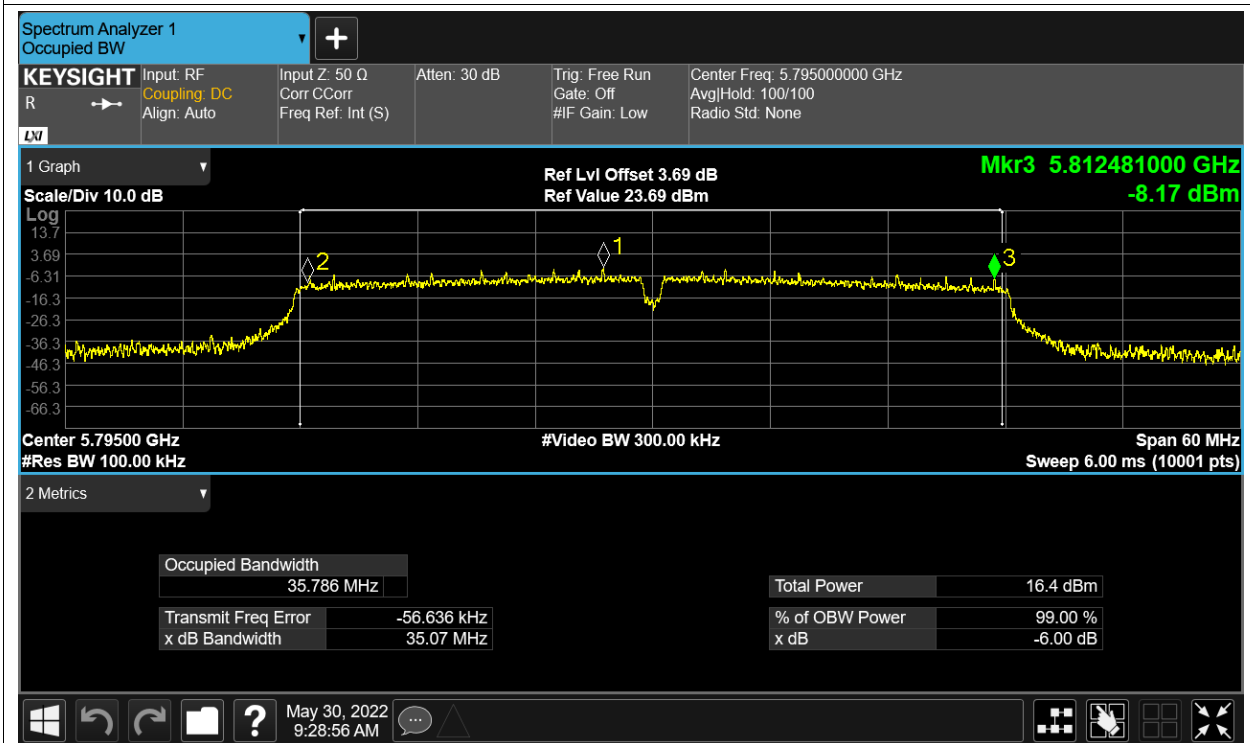 Spectrum Analyzer 1
Occupied BW
KEYSIGHT
R
LXI
Input: RF
Coupling: DC
Align: Auto
Input Z: 50 Ω
Corr CCorr
Freq Ref: Int (S)
Atten: 30 dB
Trig: Free Run
Gate: Off
#IF Gain: Low
Center Freq: 5.795000000 GHz
Avg|Hold: 100/100
Radio Std: None
1 Graph
Scale/Div 10.0 dB
Ref Lvl Offset 3.69 dB
Ref Value 23.69 dBm
Mkr3 5.812481000 GHz
-8.17 dBm
Log
13.7
3.69
-6.31
-16.3
-26.3
-36.3
-46.3
-56.3
-66.3
2
1
3
Center 5.79500 GHz
#Res BW 100.00 kHz
#Video BW 300.00 kHz
Span 60 MHz
Sweep 6.00 ms (10001 pts)
2 Metrics
Occupied Bandwidth
35.786 MHz
Transmit Freq Error -56.636 kHz
x dB Bandwidth 35.07 MHz
Total Power 16.4 dBm
% of OBW Power 99.00 %
x dB -6.00 dB
?
May 30, 2022
9:28:56 AM